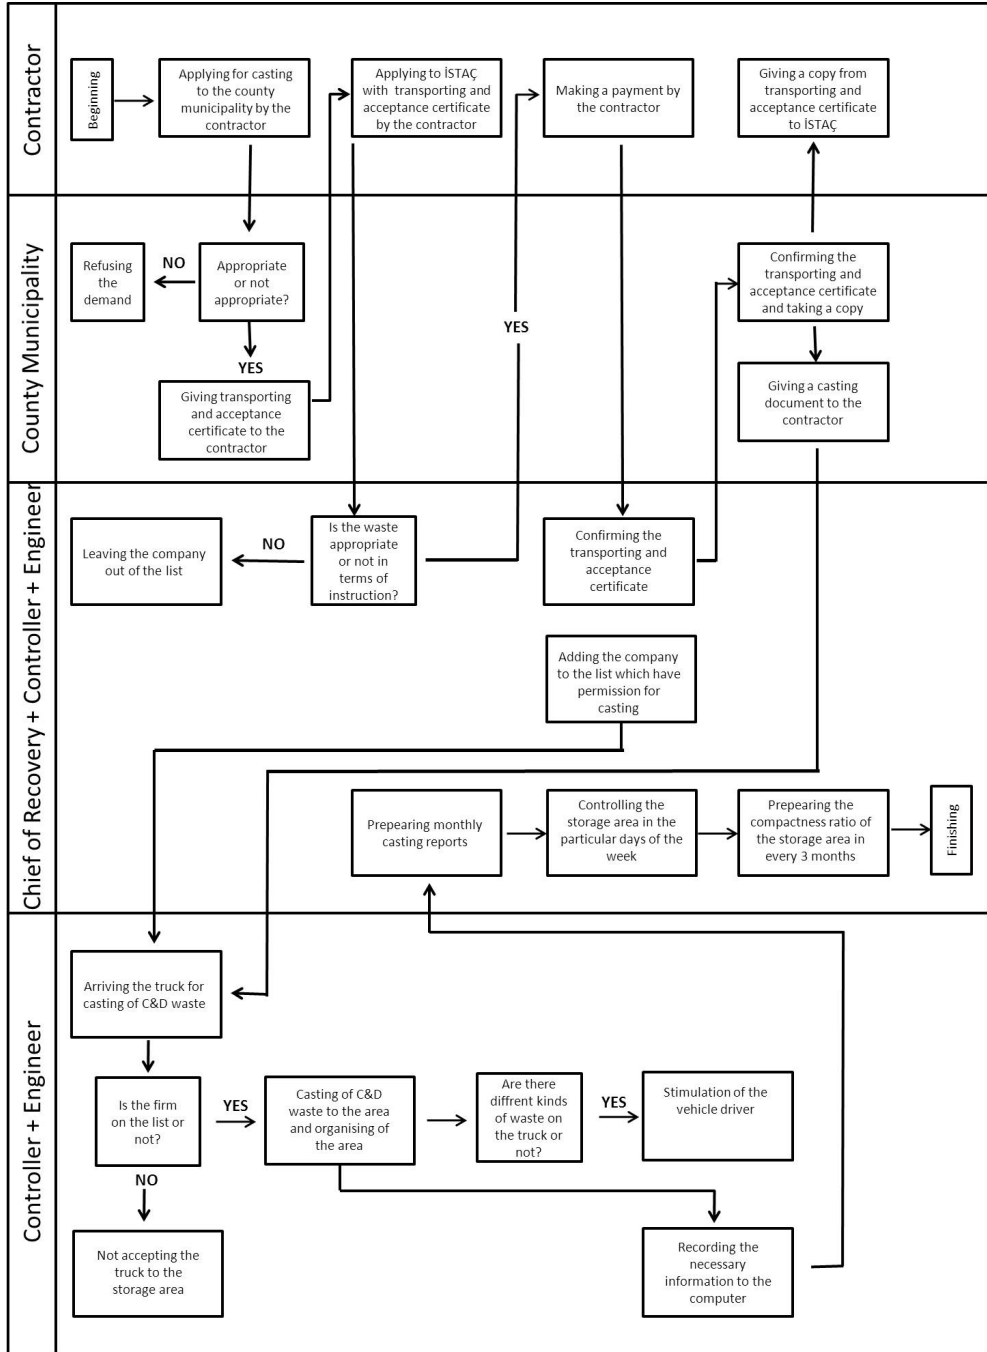 Contractor
Beginning
Applying for casting
to the county
municipality by the
contractor
Applying to İSTAÇ
with transporting and
acceptance certificate
by the contractor
Making a payment by
the contractor
Giving a copy from
transporting and
acceptance certificate
to İSTAÇ
County Municipality
Refusing
the
demand
NO
Appropriate
or not
appropriate?
YES
Giving transporting
and acceptance
certificate to the
contractor
YES
Confirming the
transporting and
acceptance certificate
and taking a copy
Giving a casting
document to the
contractor
Chief of Recovery + Controller + Engineer
Leaving the company
out of the list
NO
Is the waste
appropriate
or not in
terms of
instruction?
Confirming the
transporting and
acceptance
certificate
Adding the company
to the list which have
permission for
casting
Prepearing monthly
casting reports
Controlling the
storage area in the
particular days of the
week
Prepearing the
compactness ratio of
the storage area in
every 3 months
Finishing
Controller + Engineer
Arriving the truck for
casting of C&D waste
Is the firm
on the list or
not?
YES
Casting of C&D
waste to the area
and organising of
the area
Are there
diffrent kinds
of waste on
the truck or
not?
YES
Stimulation of the
vehicle driver
NO
Not accepting the
truck to the
storage area
Recording the
necessary
information to the
computer